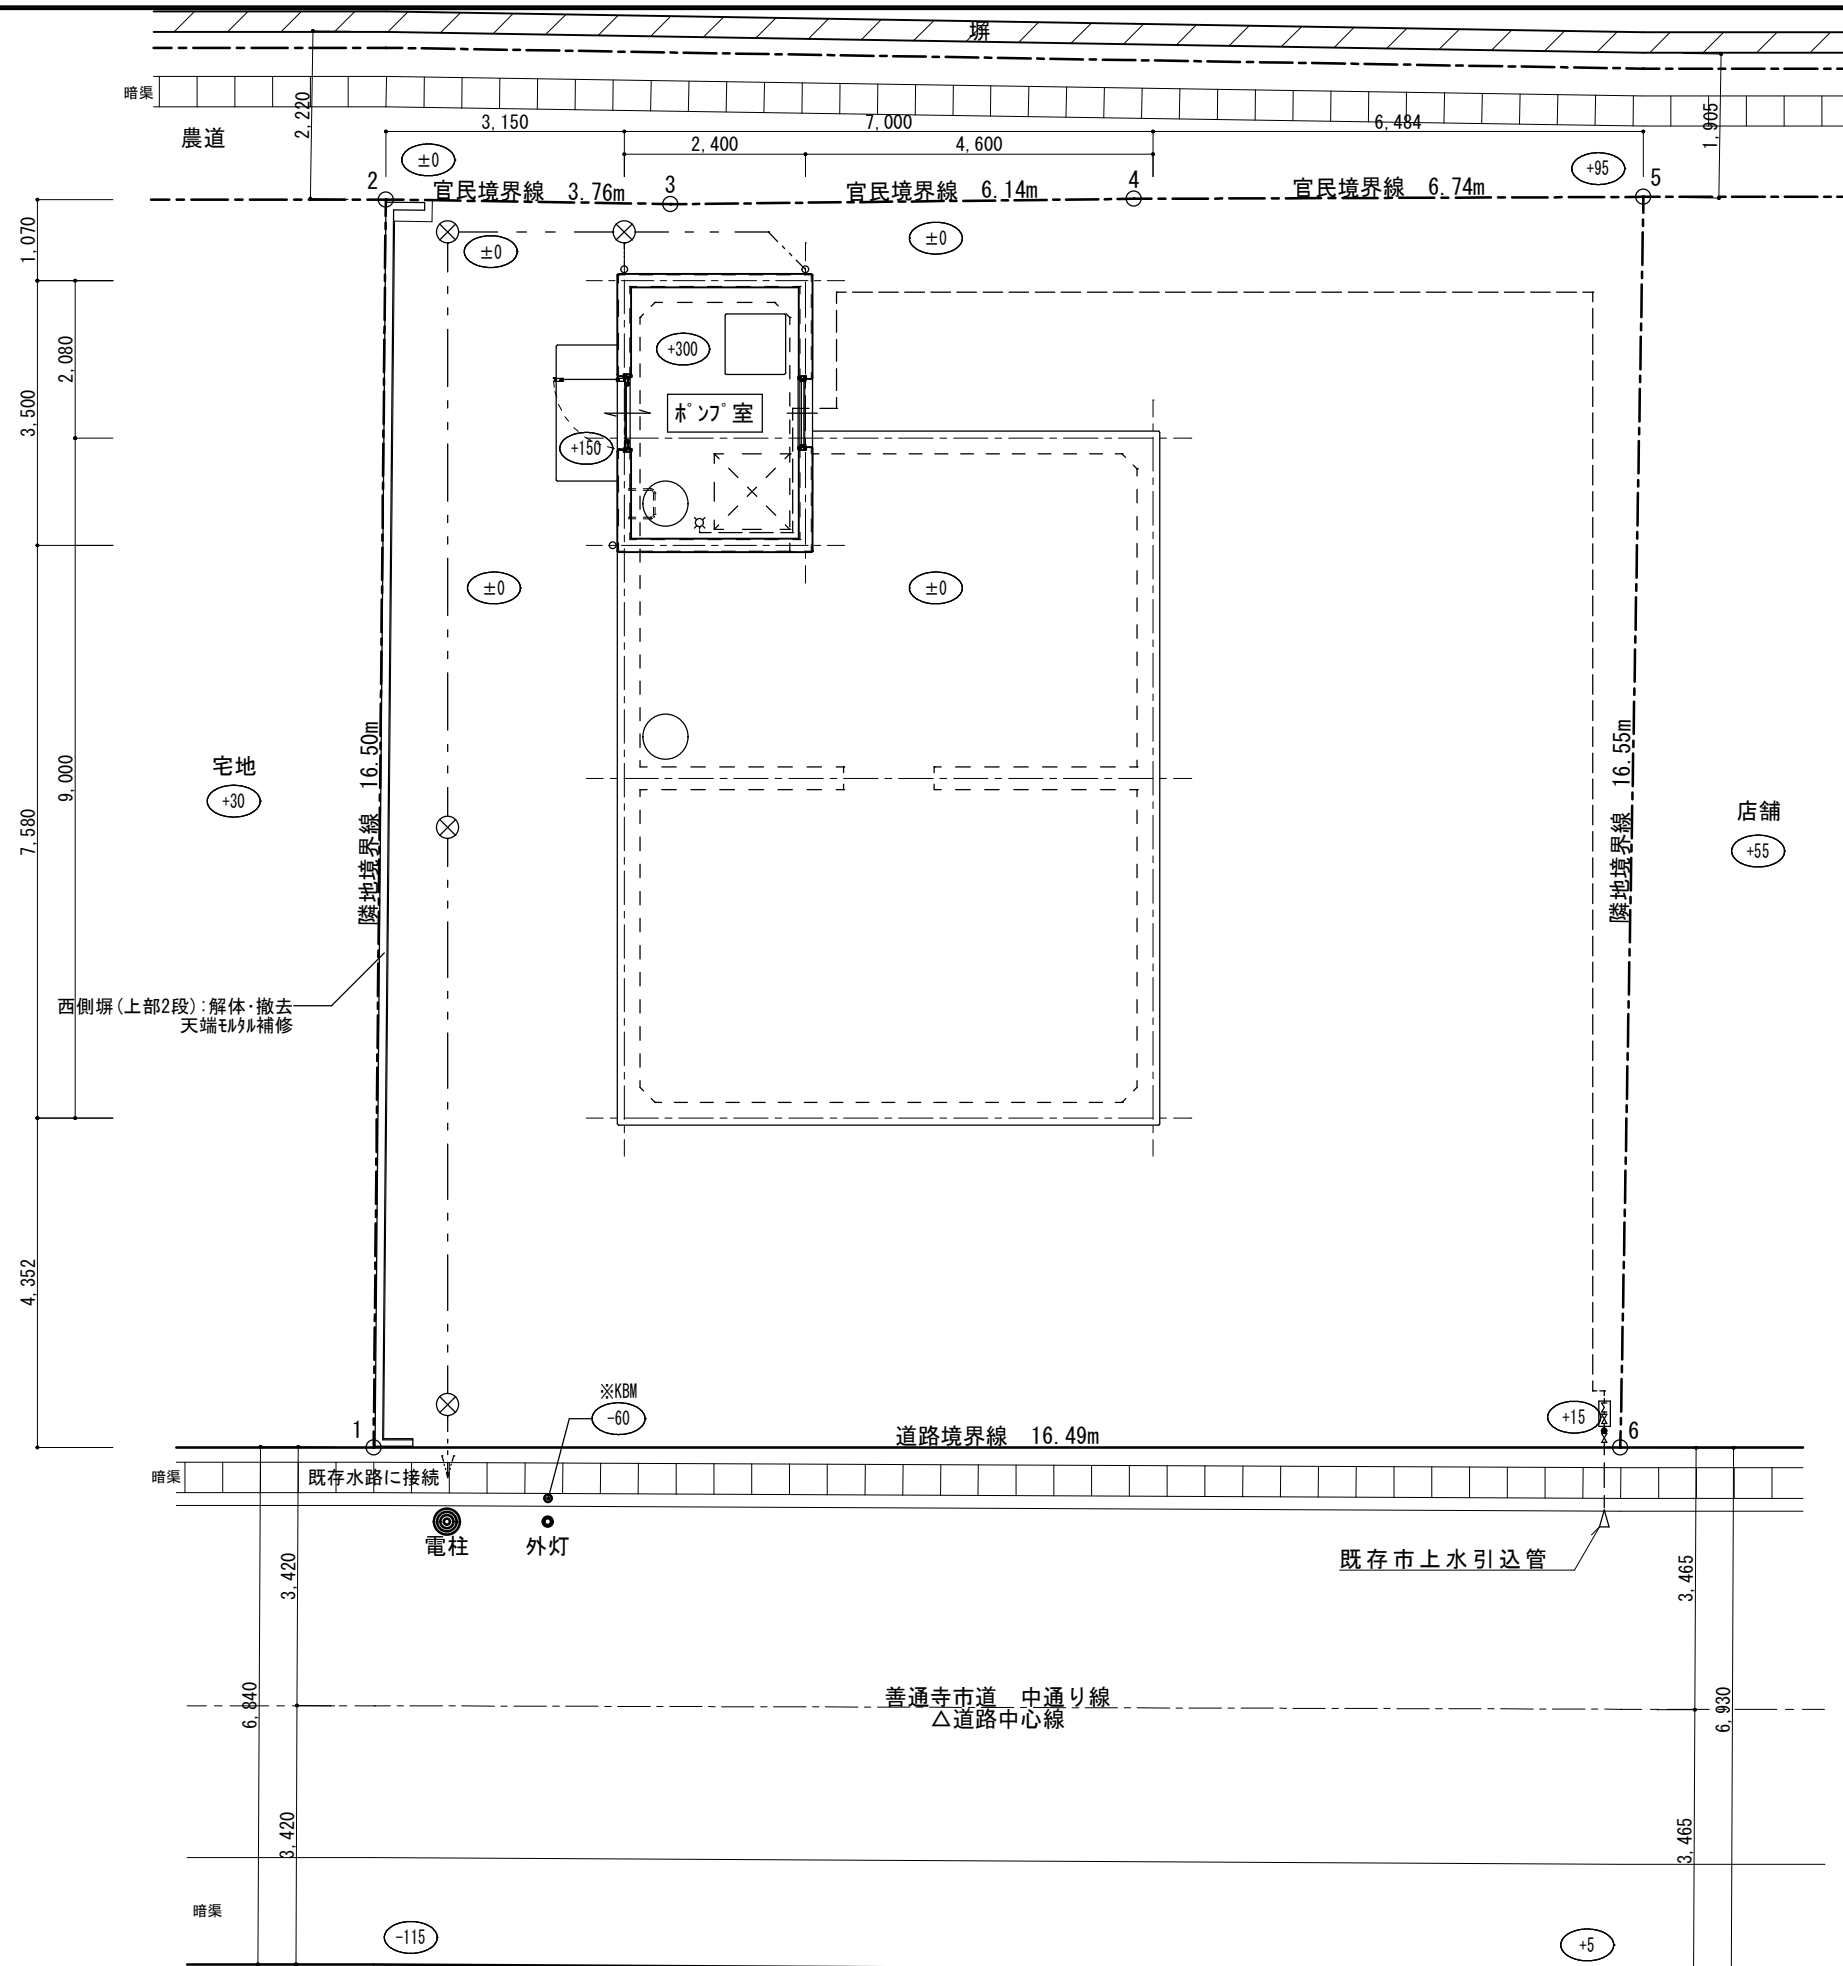 塀
暗渠
農道
2,220
3,150
7,000
6,484
1,905
2,400
4,600
±0
+95
2
官民境界線　3.76m
3
官民境界線　6.14m
4
官民境界線　6.74m
5
1,070
±0
±0
2,080
3,500
+300
ﾎﾟﾝﾌﾟ室
+150
±0
±0
隣地境界線　16.50m
隣地境界線　16.55m
宅地
+30
9,000
7,580
店舗
+55
西側塀(上部2段):解体・撤去
天端ﾓﾙﾀﾙ補修
4,352
※KBM
-60
+15
1
道路境界線　16.49m
6
暗渠
既存水路に接続
電柱
外灯
既存市上水引込管
3,420
3,465
6,840
善通寺市道　中通り線
△道路中心線
6,930
3,420
3,465
暗渠
-115
+5